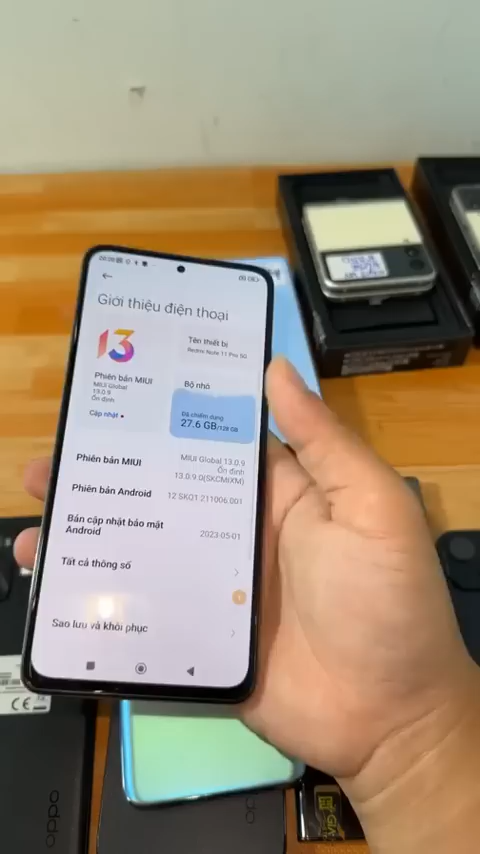 Giới thiệu điện thoại
13
Tên thiết bị
Redmi Note 11 Pro 5G
Phiên bản MIUI
MIUI Global
13.0.9
Ổn định
Cập nhật
Bộ nhớ
Đã chiếm dụng
27.6 GB/128 GB
Phiên bản MIUI
MIUI Global 13.0.9
Ổn định
13.0.9.0(SKCMIXM)
Phiên bản Android
12 SKQ1.211006.001
Bản cập nhật bảo mật
Android
2023-05-01
Tất cả thông số
Sao lưu và khôi phục
CE
oppo